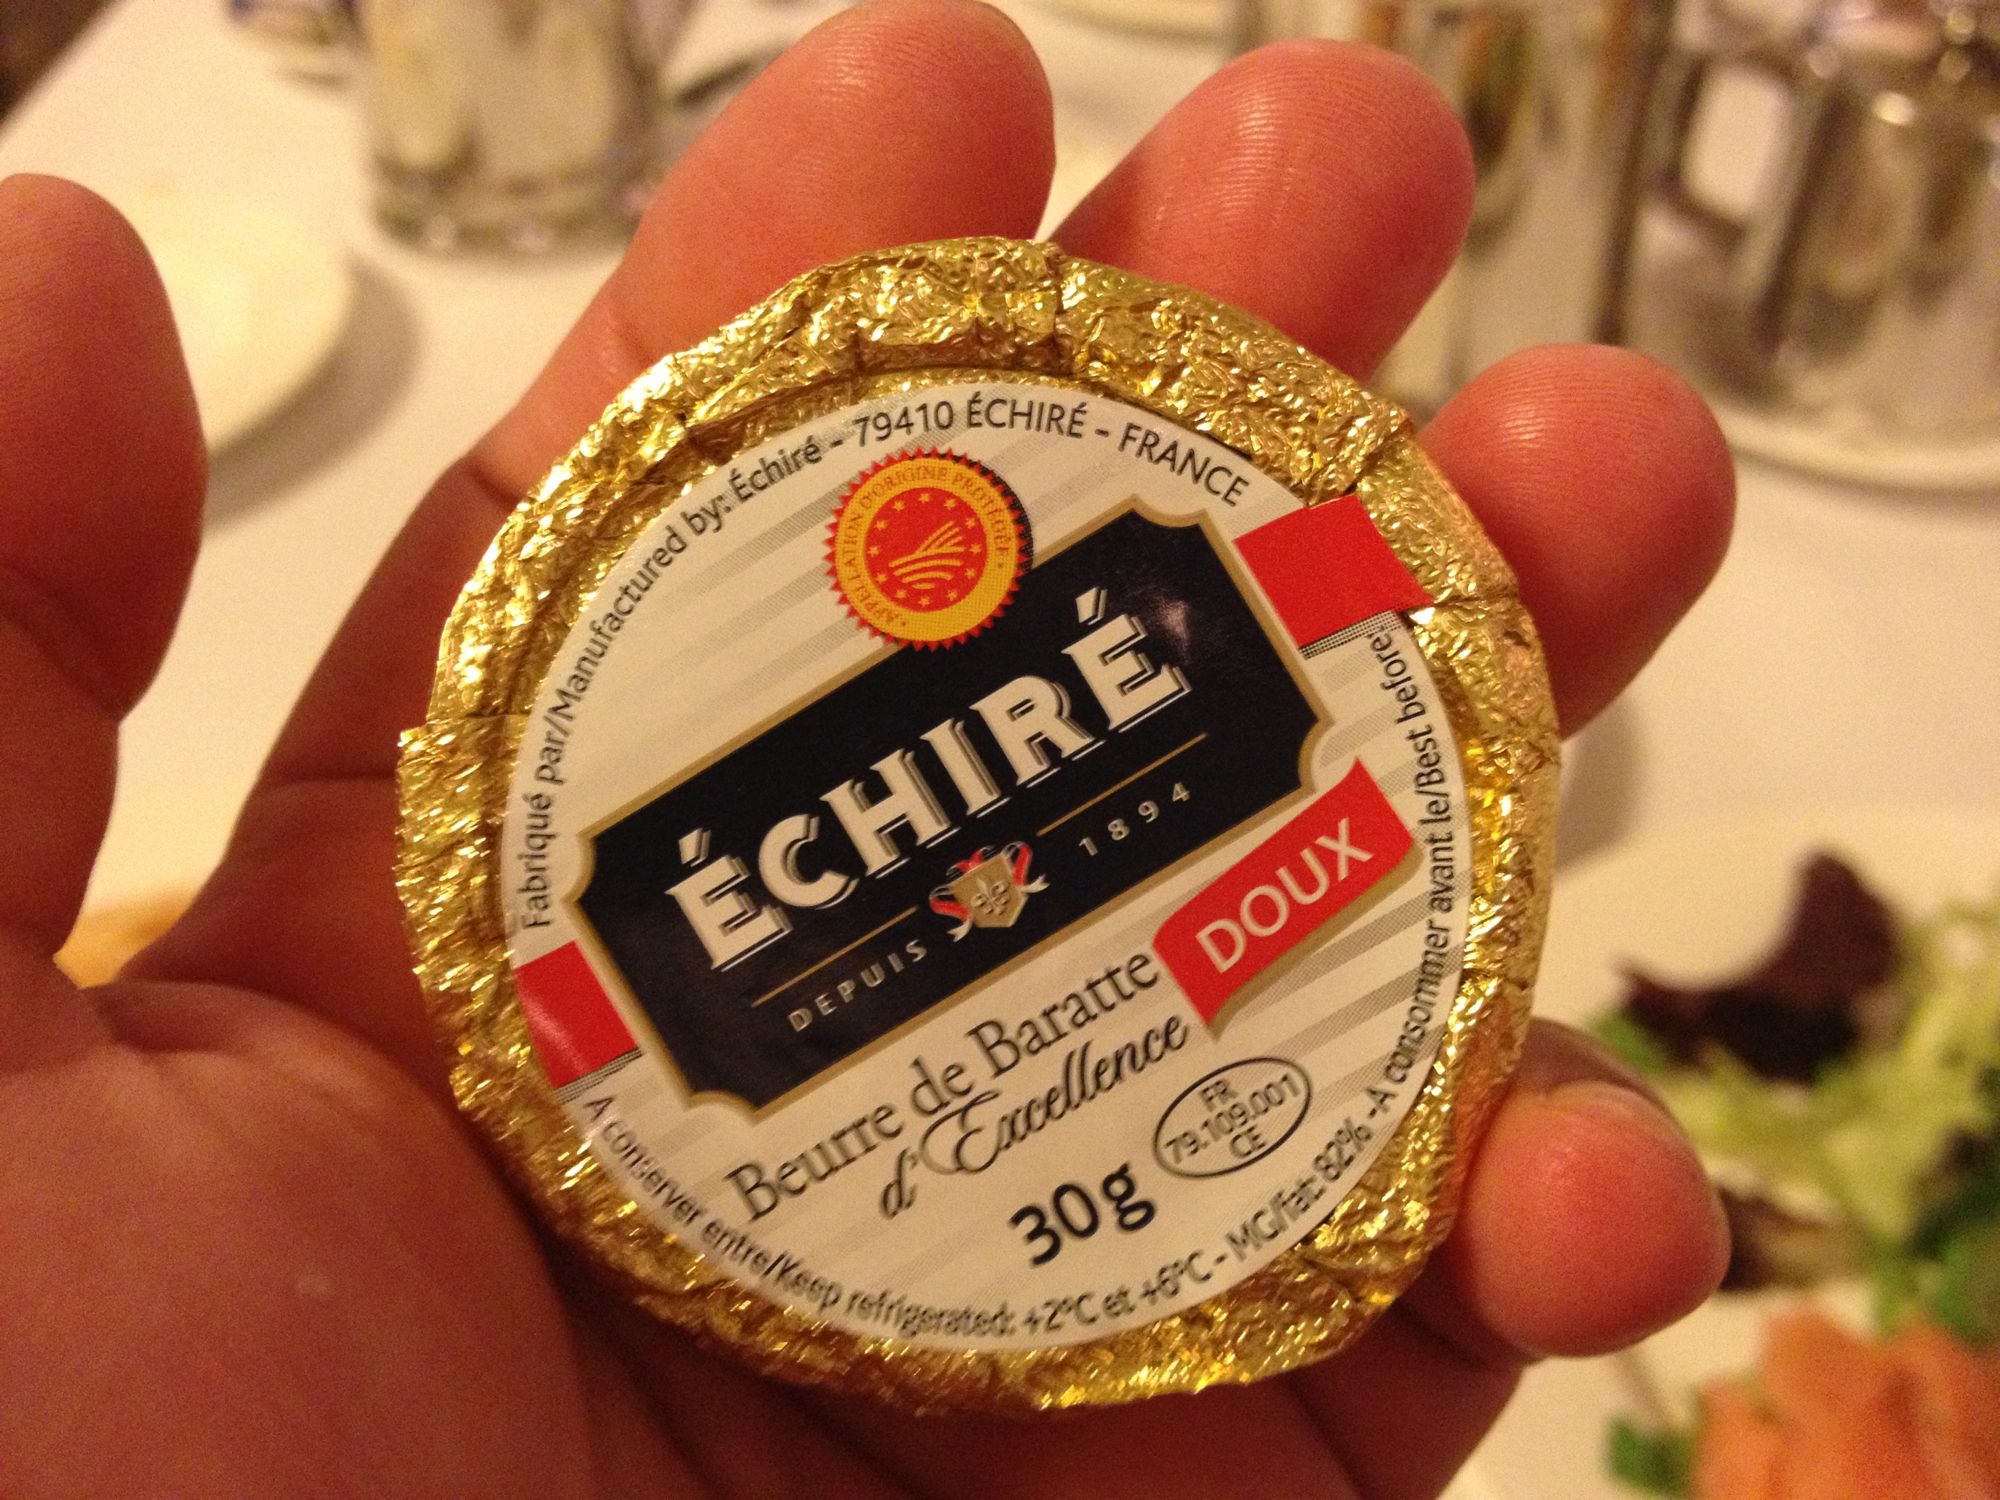 Fabriqué par/Manufactured by: Échiré - 79410 ÉCHIRÉ - FRANCE
APPELLATION D'ORIGINE PROTÉGÉE
ÉCHIRÉ
DEPUIS 1894
Beurre de Baratte
d'Excellence
DOUX
30g
FR
79.109.001
CE
A conserver entre/Keep refrigerated: +2°C et +6°C - MG/fat: 82% - A consommer avant le/Best before: